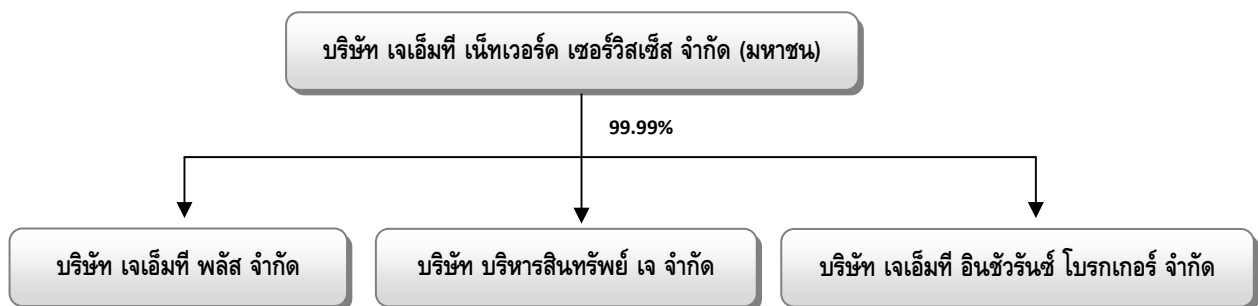 บริษัท เจเอ็มที เน็ทเวอร์ค เซอร์วิสเซ็ส จำกัด (มหาชน)
99.99%
บริษัท เจเอ็มที พลัส จำกัด
บริษัท บริหารสินทรัพย์ เจ จำกัด
บริษัท เจเอ็มที อินชัวรันซ์ โบรกเกอร์ จำกัด